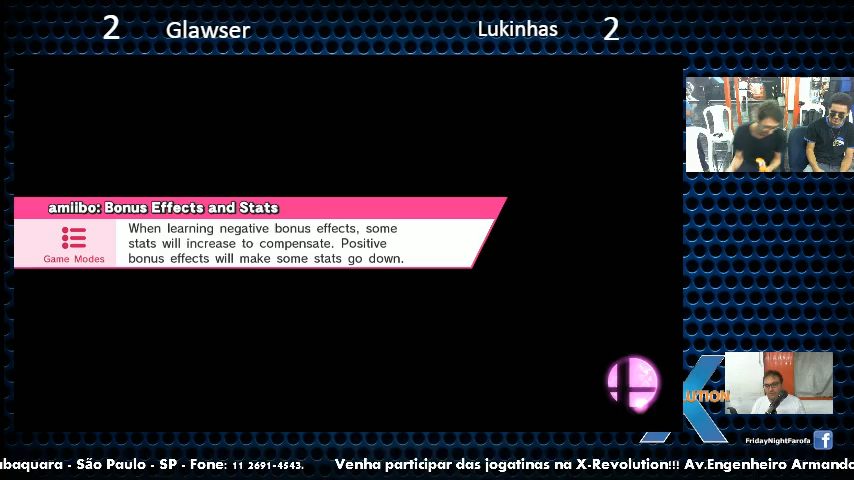 2 Glawser Lukinhas 2
amiibo: Bonus Effects and Stats
When learning negative bonus effects, some
stats will increase to compensate. Positive
bonus effects will make some stats go down.
Game Modes
LUTION
FridayNightFarofa f
abaquara - São Paulo - SP - Fone: 11 2691-4543. Venha participar das jogatinas na X-Revolution!!! Av.Engenheiro Armando